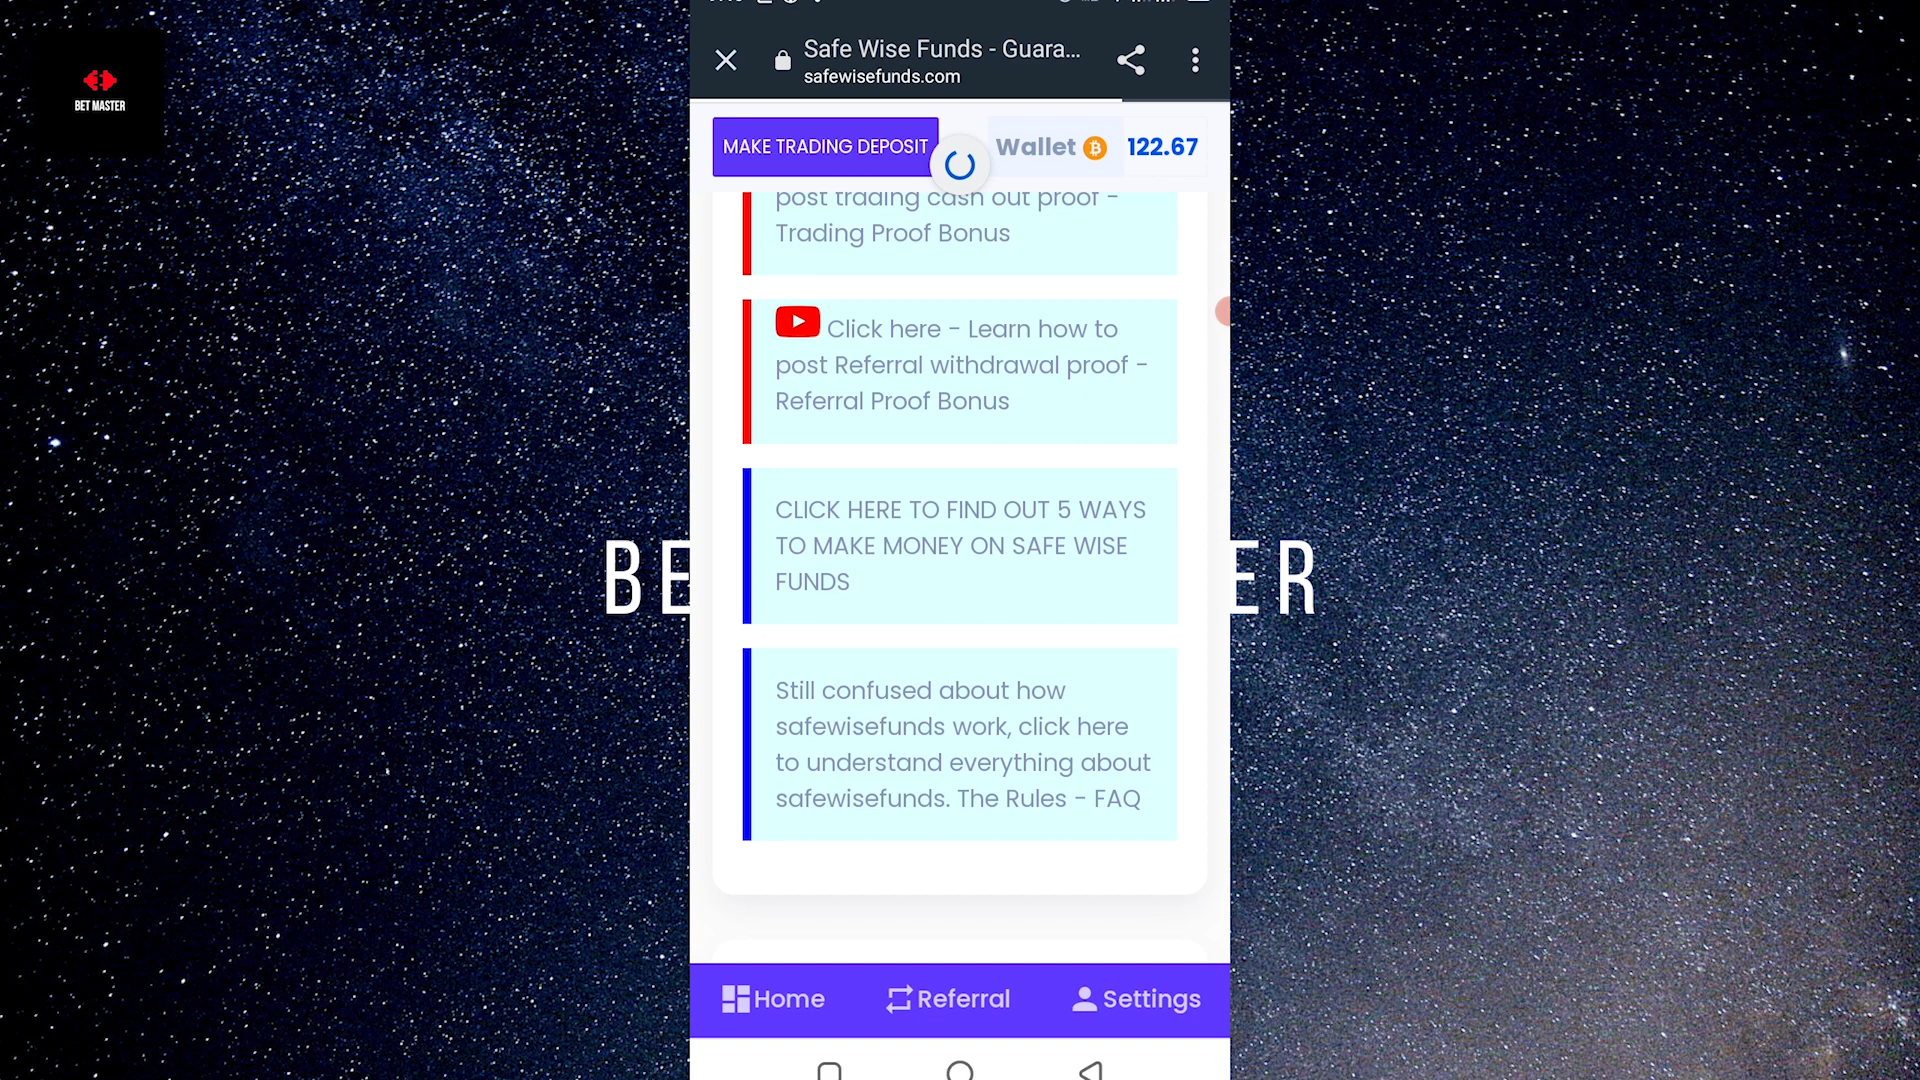 BET MASTER
Safe Wise Funds - Guara...
safewisefunds.com
MAKE TRADING DEPOSIT
Wallet 122.67
post trading cash out proof -
Trading Proof Bonus
Click here - Learn how to
post Referral withdrawal proof -
Referral Proof Bonus
CLICK HERE TO FIND OUT 5 WAYS
TO MAKE MONEY ON SAFE WISE
FUNDS
BE
ER
Still confused about how
safewisefunds work, click here
to understand everything about
safewisefunds. The Rules - FAQ
Home
Referral
Settings